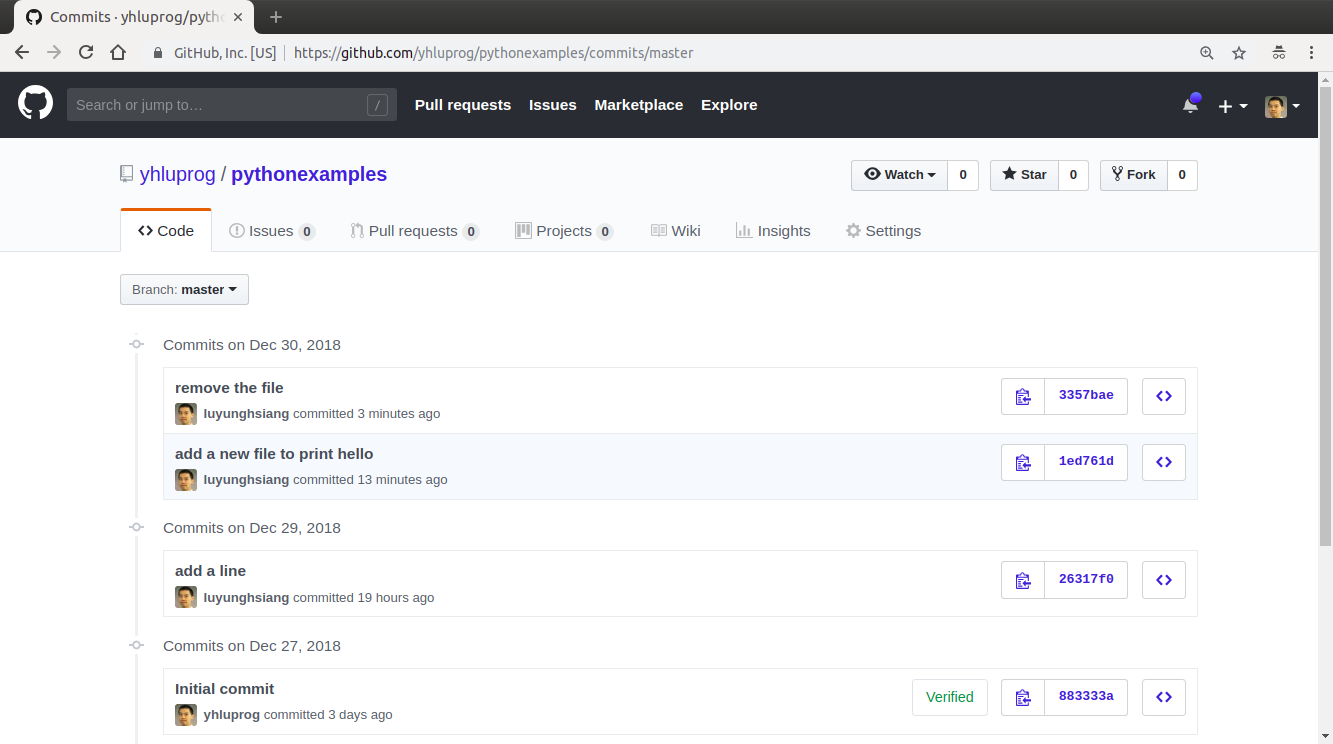 Commits · yhluprog/pyth
GitHub, Inc. [US] https://github.com/yhluprog/pythonexamples/commits/master
Search or jump to… / Pull requests Issues Marketplace Explore
yhluprog / pythonexamples Watch 0 Star 0 Fork 0
Code Issues 0 Pull requests 0 Projects 0 Wiki Insights Settings
Branch: master
Commits on Dec 30, 2018
remove the file 3357bae
luyunghsiang committed 3 minutes ago
add a new file to print hello 1ed761d
luyunghsiang committed 13 minutes ago
Commits on Dec 29, 2018
add a line 26317f0
luyunghsiang committed 19 hours ago
Commits on Dec 27, 2018
Initial commit Verified 883333a
yhluprog committed 3 days ago